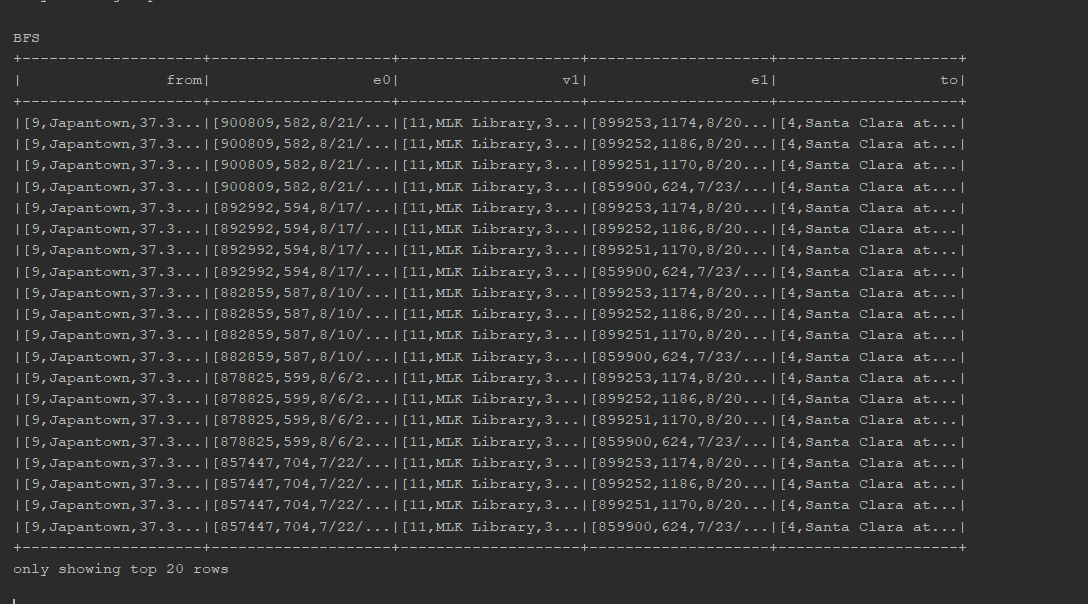 BFS
+--------------------+--------------------+--------------------+--------------------+--------------------+
|                from|                  e0|                  v1|                  e1|                  to|
+--------------------+--------------------+--------------------+--------------------+--------------------+
|[9,Japantown,37.3...|[900809,582,8/21/...|[11,MLK Library,3...|[899253,1174,8/20...|[4,Santa Clara at...|
|[9,Japantown,37.3...|[900809,582,8/21/...|[11,MLK Library,3...|[899252,1186,8/20...|[4,Santa Clara at...|
|[9,Japantown,37.3...|[900809,582,8/21/...|[11,MLK Library,3...|[899251,1170,8/20...|[4,Santa Clara at...|
|[9,Japantown,37.3...|[900809,582,8/21/...|[11,MLK Library,3...|[859900,624,7/23/...|[4,Santa Clara at...|
|[9,Japantown,37.3...|[892992,594,8/17/...|[11,MLK Library,3...|[899253,1174,8/20...|[4,Santa Clara at...|
|[9,Japantown,37.3...|[892992,594,8/17/...|[11,MLK Library,3...|[899252,1186,8/20...|[4,Santa Clara at...|
|[9,Japantown,37.3...|[892992,594,8/17/...|[11,MLK Library,3...|[899251,1170,8/20...|[4,Santa Clara at...|
|[9,Japantown,37.3...|[892992,594,8/17/...|[11,MLK Library,3...|[859900,624,7/23/...|[4,Santa Clara at...|
|[9,Japantown,37.3...|[882859,587,8/10/...|[11,MLK Library,3...|[899253,1174,8/20...|[4,Santa Clara at...|
|[9,Japantown,37.3...|[882859,587,8/10/...|[11,MLK Library,3...|[899252,1186,8/20...|[4,Santa Clara at...|
|[9,Japantown,37.3...|[882859,587,8/10/...|[11,MLK Library,3...|[899251,1170,8/20...|[4,Santa Clara at...|
|[9,Japantown,37.3...|[882859,587,8/10/...|[11,MLK Library,3...|[859900,624,7/23/...|[4,Santa Clara at...|
|[9,Japantown,37.3...|[878825,599,8/6/2...|[11,MLK Library,3...|[899253,1174,8/20...|[4,Santa Clara at...|
|[9,Japantown,37.3...|[878825,599,8/6/2...|[11,MLK Library,3...|[899252,1186,8/20...|[4,Santa Clara at...|
|[9,Japantown,37.3...|[878825,599,8/6/2...|[11,MLK Library,3...|[899251,1170,8/20...|[4,Santa Clara at...|
|[9,Japantown,37.3...|[878825,599,8/6/2...|[11,MLK Library,3...|[859900,624,7/23/...|[4,Santa Clara at...|
|[9,Japantown,37.3...|[857447,704,7/22/...|[11,MLK Library,3...|[899253,1174,8/20...|[4,Santa Clara at...|
|[9,Japantown,37.3...|[857447,704,7/22/...|[11,MLK Library,3...|[899252,1186,8/20...|[4,Santa Clara at...|
|[9,Japantown,37.3...|[857447,704,7/22/...|[11,MLK Library,3...|[899251,1170,8/20...|[4,Santa Clara at...|
|[9,Japantown,37.3...|[857447,704,7/22/...|[11,MLK Library,3...|[859900,624,7/23/...|[4,Santa Clara at...|
+--------------------+--------------------+--------------------+--------------------+--------------------+
only showing top 20 rows